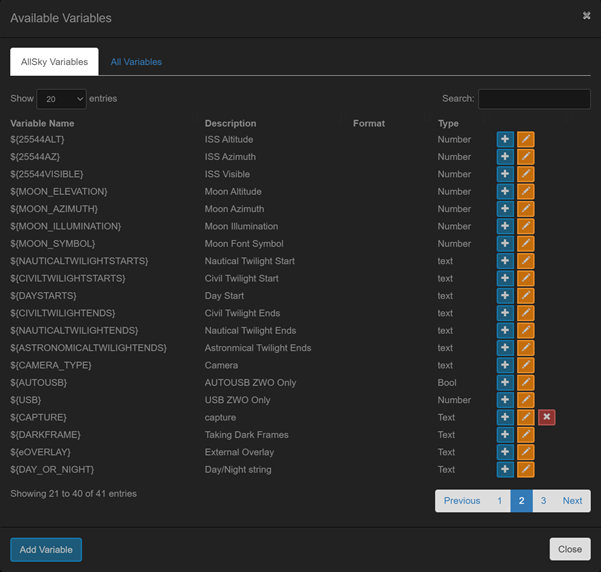 Available Variables
AllSky Variables All Variables
Show 20 entries Search:
Variable Name Description Format Type
${25544ALT} ISS Altitude Number
${25544AZ} ISS Azimuth Number
${25544VISIBLE} ISS Visible Number
${MOON_ELEVATION} Moon Altitude Number
${MOON_AZIMUTH} Moon Azimuth Number
${MOON_ILLUMINATION} Moon Illumination Number
${MOON_SYMBOL} Moon Font Symbol Number
${NAUTICALTWILIGHTSTARTS} Nautical Twilight Start text
${CIVILTWILIGHTSTARTS} Civil Twilight Start text
${DAYSTARTS} Day Start text
${CIVILTWILIGHTENDS} Civil Twilight Ends text
${NAUTICALTWILIGHTENDS} Nautical Twilight Ends text
${ASTRONOMICALTWILIGHTENDS} Astronmical Twilight Ends text
${CAMERA_TYPE} Camera text
${AUTOUSB} AUTOUSB ZWO Only Bool
${USB} USB ZWO Only Number
${CAPTURE} capture Text
${DARKFRAME} Taking Dark Frames Text
${eOVERLAY} External Overlay Text
${DAY_OR_NIGHT} Day/Night string Text
Showing 21 to 40 of 41 entries
Previous 1 2 3 Next
Add Variable Close